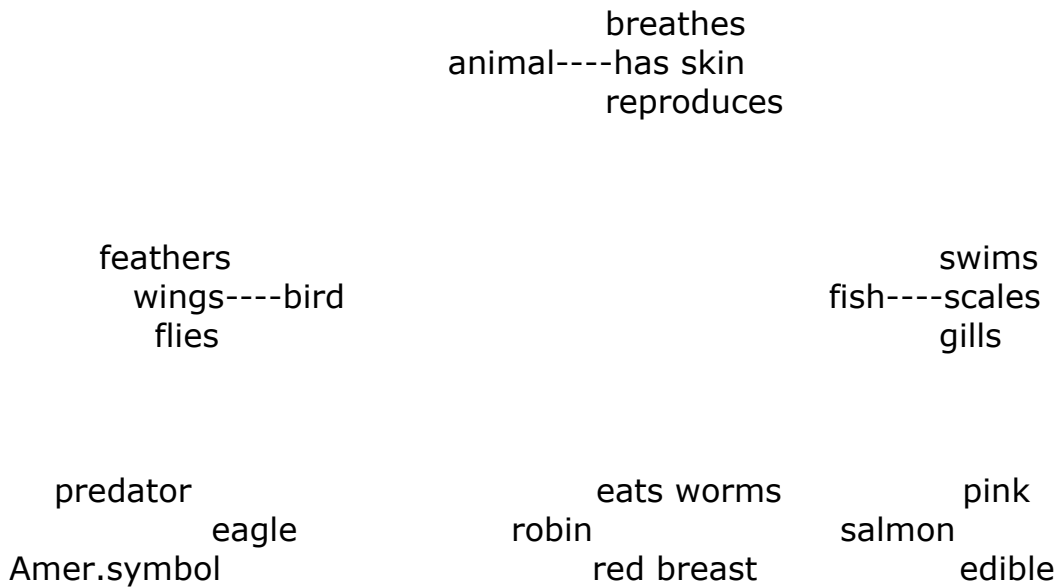 breathes
animal----has skin
reproduces
feathers
wings----bird
flies
swims
fish----scales
gills
predator
eagle
Amer.symbol
eats worms
robin
red breast
pink
salmon
edible